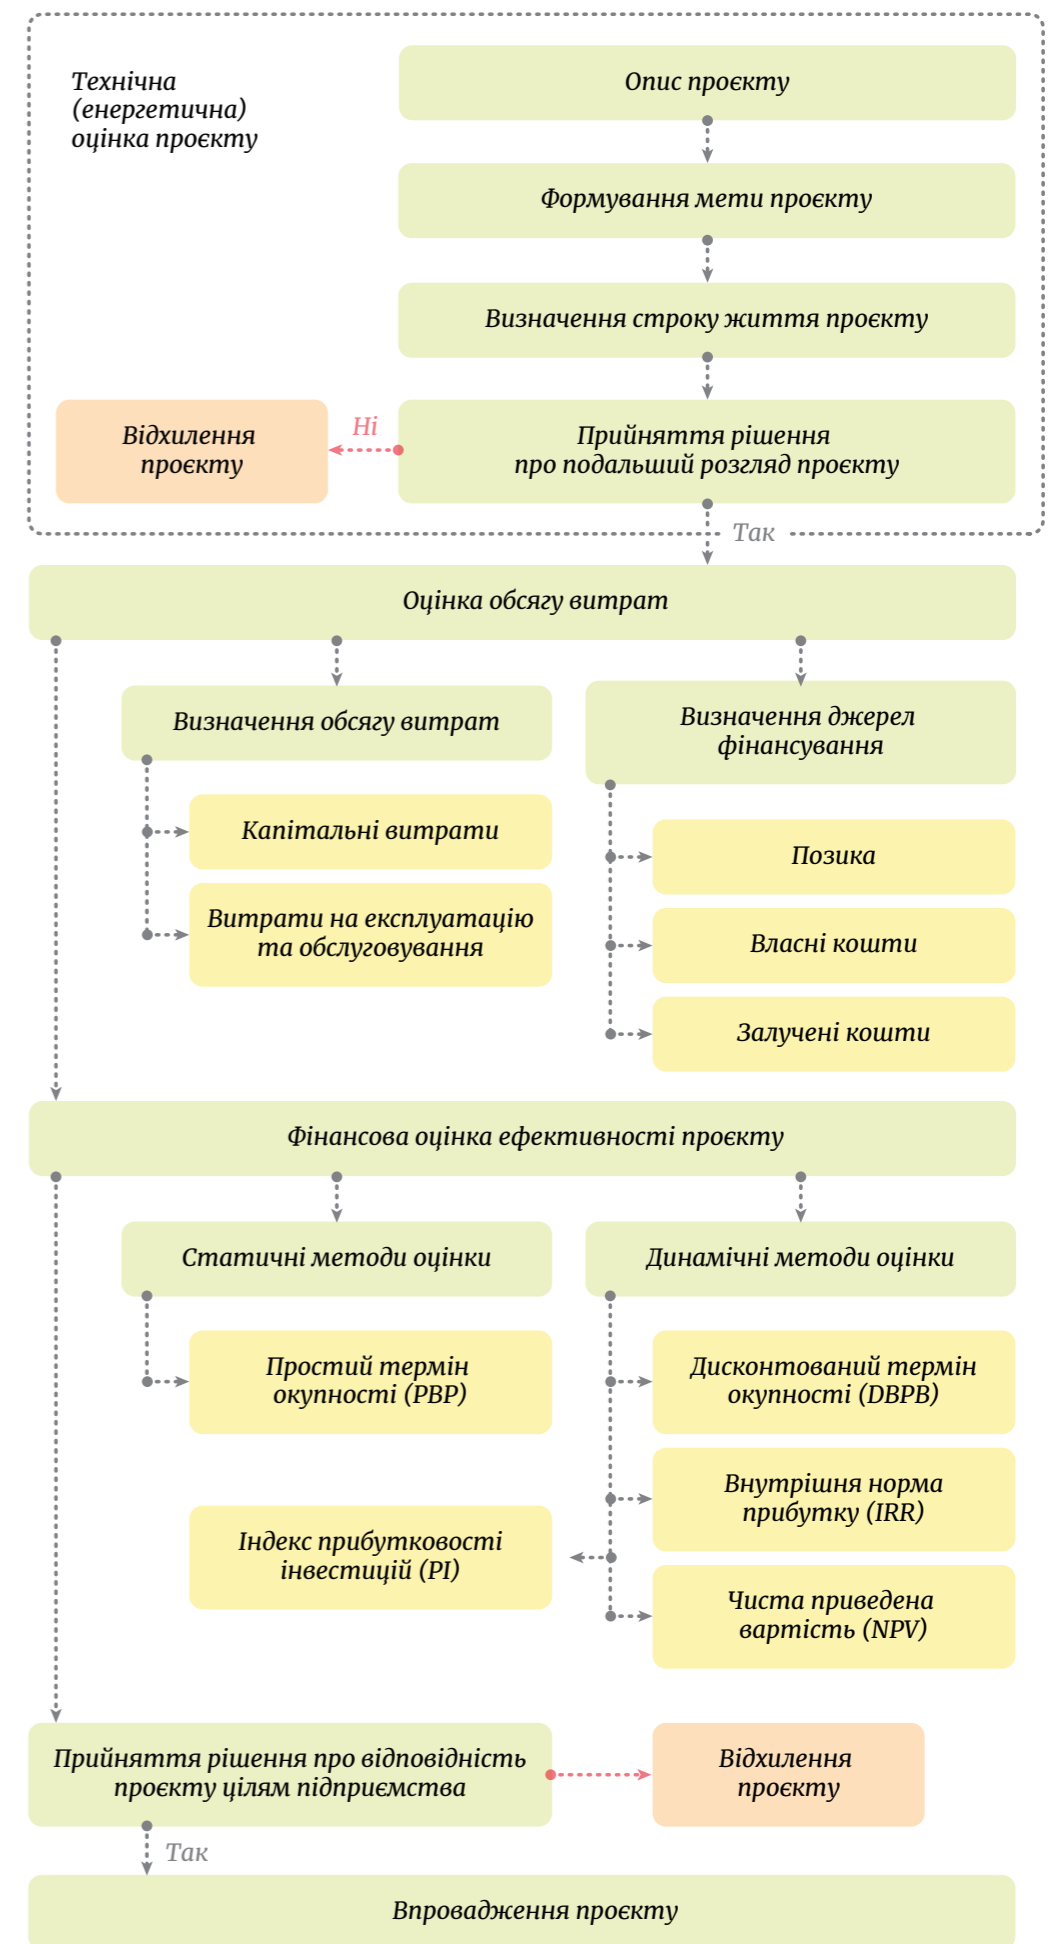 Технічна
(енергетична)
оцінка проєкту
Опис проєкту
Формування мети проєкту
Визначення строку життя проєкту
Відхилення
проєкту
Ні
Прийняття рішення
про подальший розгляд проєкту
Так
Оцінка обсягу витрат
Визначення обсягу витрат
Капітальні витрати
Витрати на експлуатацію
та обслуговування
Визначення джерел
фінансування
Позика
Власні кошти
Залучені кошти
Фінансова оцінка ефективності проєкту
Статичні методи оцінки
Простий термін
окупності (PBP)
Індекс прибутковості
інвестицій (PI)
Динамічні методи оцінки
Дисконтований термін
окупності (DBPB)
Внутрішня норма
прибутку (IRR)
Чиста приведена
вартість (NPV)
Прийняття рішення про відповідність
проєкту цілям підприємства
Відхилення
проєкту
Так
Впровадження проєкту